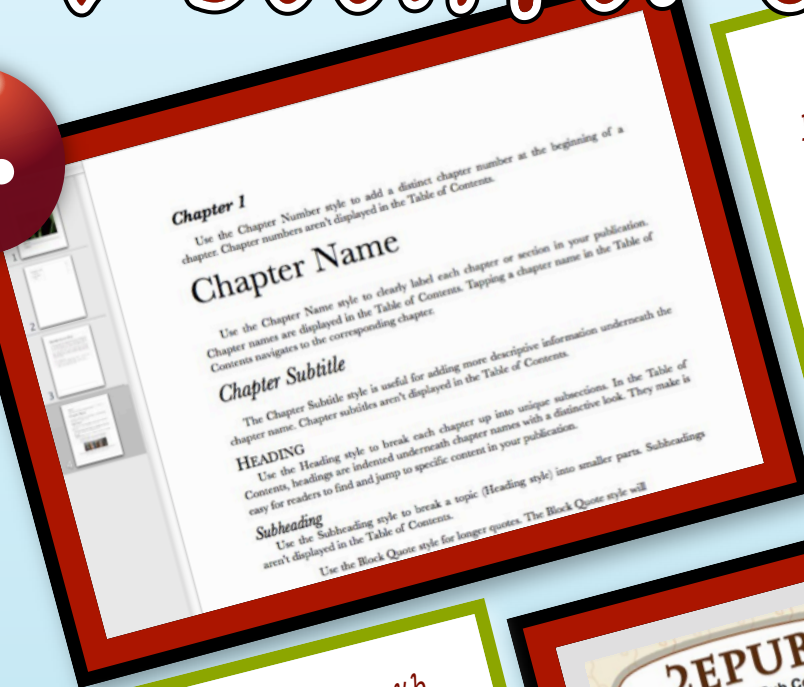 Chapter 1
Use the Chapter Number style to add a distinct chapter number at the beginning of a
chapter. Chapter numbers aren't displayed in the Table of Contents.
Chapter Name
Use the Chapter Name style to clearly label each chapter or section in your publication.
Chapter names are displayed in the Table of Contents. Tapping a chapter name in the Table of
Contents navigates to the corresponding chapter.
Chapter Subtitle
The Chapter Subtitle style is useful for adding more descriptive information underneath the
chapter name. Chapter subtitles aren't displayed in the Table of Contents.
HEADING
Use the Heading style to break each chapter up into unique subsections. In the Table of
Contents, headings are indented underneath chapter names with a distinctive look. They make is
easy for readers to find and jump to specific content in your publication.
Subheading
Use the Subheading style to break a topic (Heading style) into smaller parts. Subheadings
aren't displayed in the Table of Contents.
Use the Block Quote style for longer quotes. The Block Quote style will
1
2
3
2EPUB